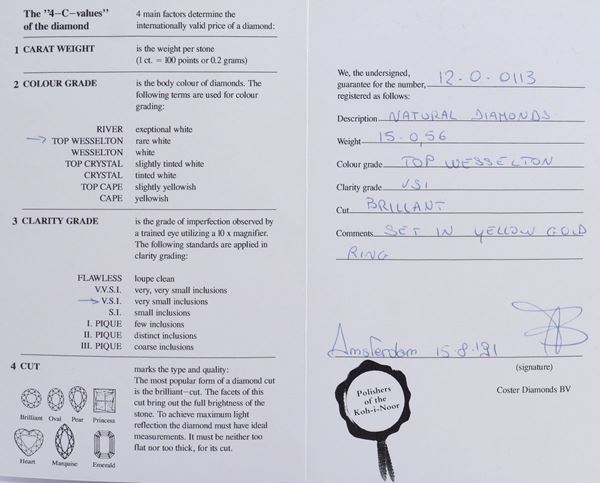 The "4-C-values"
of the diamond
4 main factors determine the
internationally valid price of a diamond:
1 CARAT WEIGHT
is the weight per stone
(1 ct. = 100 points or 0.2 grams)
2 COLOUR GRADE
is the body colour of diamonds. The
following terms are used for colour
grading:
RIVER exeptional white
TOP WESSELTON rare white
WESSELTON white
TOP CRYSTAL slightly tinted white
CRYSTAL tinted white
TOP CAPE slightly yellowish
CAPE yellowish
3 CLARITY GRADE
is the grade of imperfection observed by
a trained eye utilizing a 10 x magnifier.
The following standards are applied in
clarity grading:
FLAWLESS loupe clean
V.V.S.I. very, very small inclusions
V.S.I. very small inclusions
S.I. small inclusions
I. PIQUE few inclusions
II. PIQUE distinct inclusions
III. PIQUE coarse inclusions
4 CUT
marks the type and quality:
The most popular form of a diamond cut
is the brilliant-cut. The facets of this
cut bring out the full brightness of the
stone. To achieve maximum light
reflection the diamond must have ideal
measurements. It must be neither too
flat nor too thick, for its cut.
Brilliant Oval Pear Princess
Heart Marquise Emerald
We, the undersigned,
guarantee for the number, 12-0-0113
registered as follows:
Description NATURAL DIAMONDS
Weight 15-0,56
Colour grade TOP WESSELTON
Clarity grade VSI
Cut BRILLANT
Comments SET IN YELLOW GOLD
RING
Amsterdam 15-8-'91
(signature)
Coster Diamonds BV
Polishers
of the
Koh-i-Noor